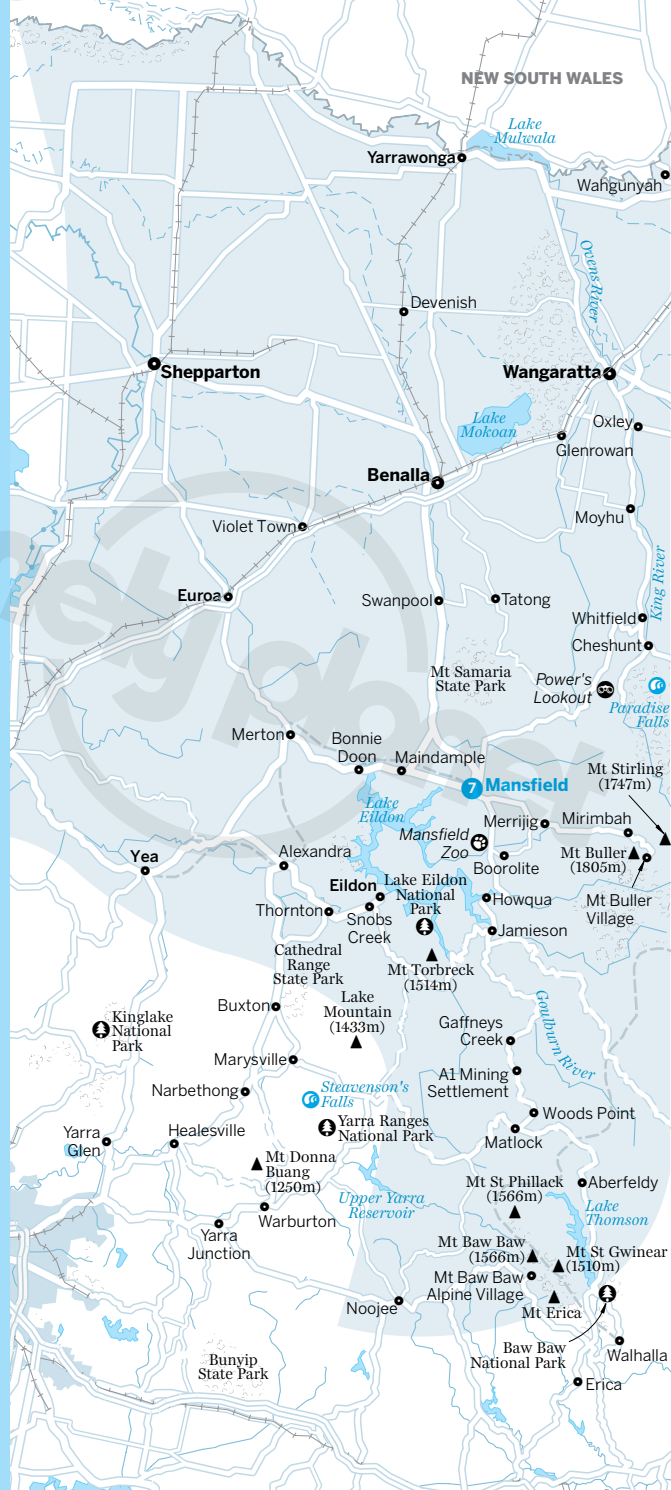 NEW SOUTH WALES
Lake
Mulwala
Yarrawonga
Wahgunyah
Ovens River
Devenish
Shepparton
Wangaratta
Lake
Mokoan
Oxley
Glenrowan
Benalla
Moyhu
Violet Town
King River
Euroa
Swanpool
Tatong
Whitfield
Cheshunt
Mt Samaria
State Park
Power's
Lookout
Paradise
Falls
Merton
Bonnie
Doon
Maindample
Mt Stirling
(1747m)
7 Mansfield
Lake
Eildon
Merrijig
Mirimbah
Mansfield
Zoo
Mt Buller
(1805m)
Boorolite
Yea
Alexandra
Eildon
Lake Eildon
National
Park
Howqua
Mt Buller
Village
Thornton
Snobs
Creek
Jamieson
Cathedral
Range
State Park
Mt Torbreck
(1514m)
Buxton
Lake
Mountain
(1433m)
Goulburn River
Kinglake
National
Park
Gaffneys
Creek
Marysville
A1 Mining
Settlement
Narbethong
Steavenson's
Falls
Woods Point
Yarra
Glen
Healesville
Yarra Ranges
National Park
Matlock
Mt Donna
Buang
(1250m)
Mt St Phillack
(1566m)
Aberfeldy
Upper Yarra
Reservoir
Lake
Thomson
Warburton
Yarra
Junction
Mt Baw Baw
(1566m)
Mt St Gwinear
(1510m)
Mt Baw Baw
Alpine Village
Noojee
Mt Erica
Baw Baw
National Park
Walhalla
Bunyip
State Park
Erica
nely planet